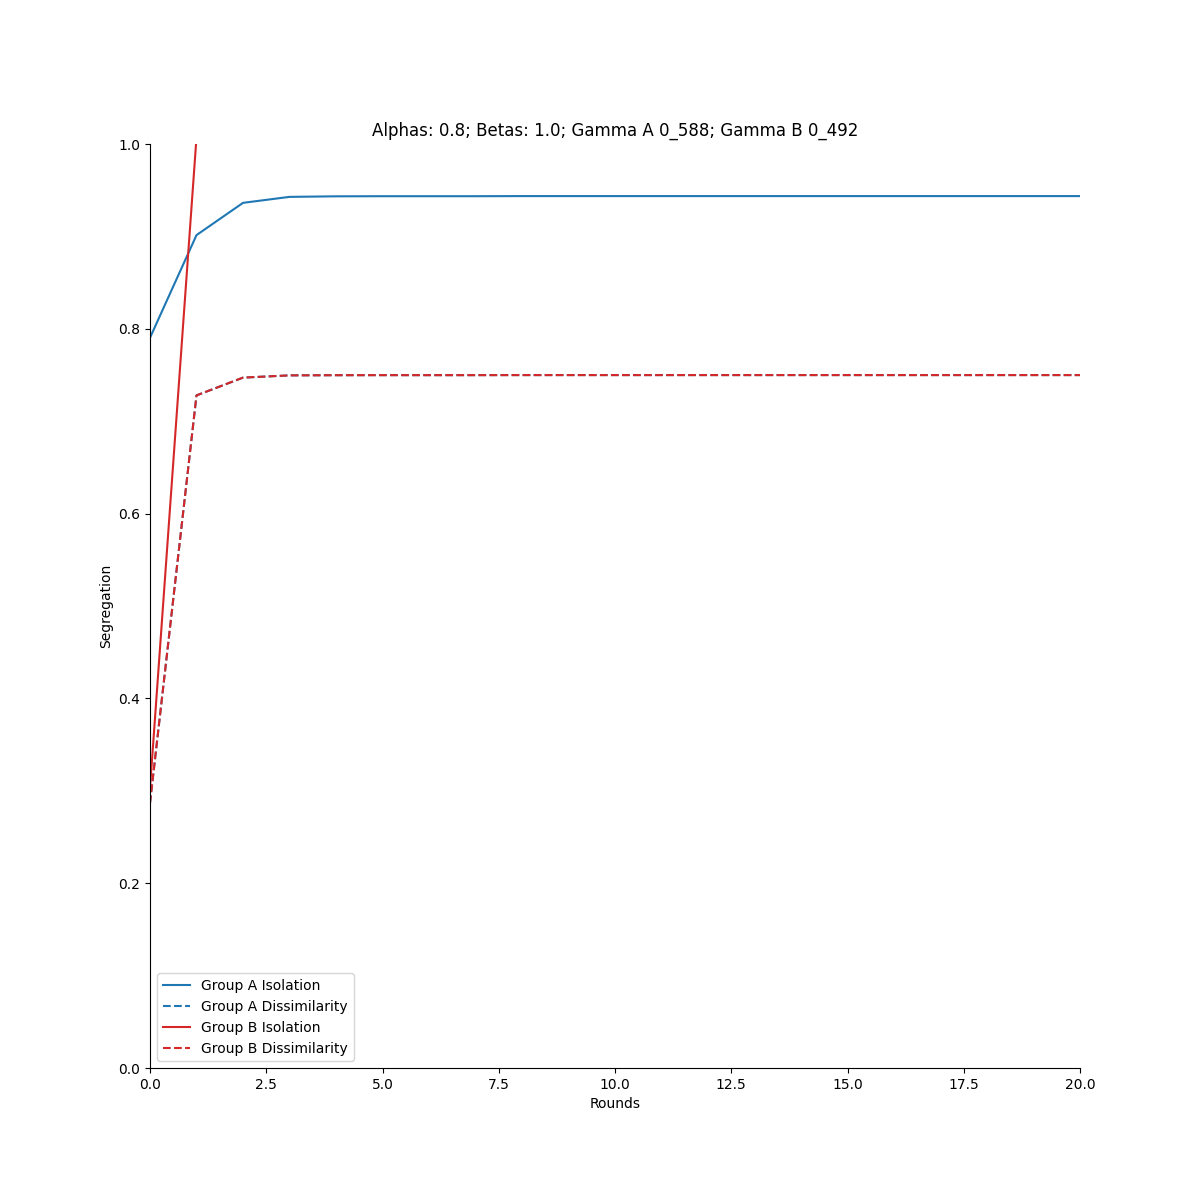 Alphas: 0.8; Betas: 1.0; Gamma A 0_588; Gamma B 0_492
1.0
0.8
0.6
0.4
0.2
0.0
Segregation
Group A Isolation
Group A Dissimilarity
Group B Isolation
Group B Dissimilarity
0.0 2.5 5.0 7.5 10.0 12.5 15.0 17.5 20.0
Rounds